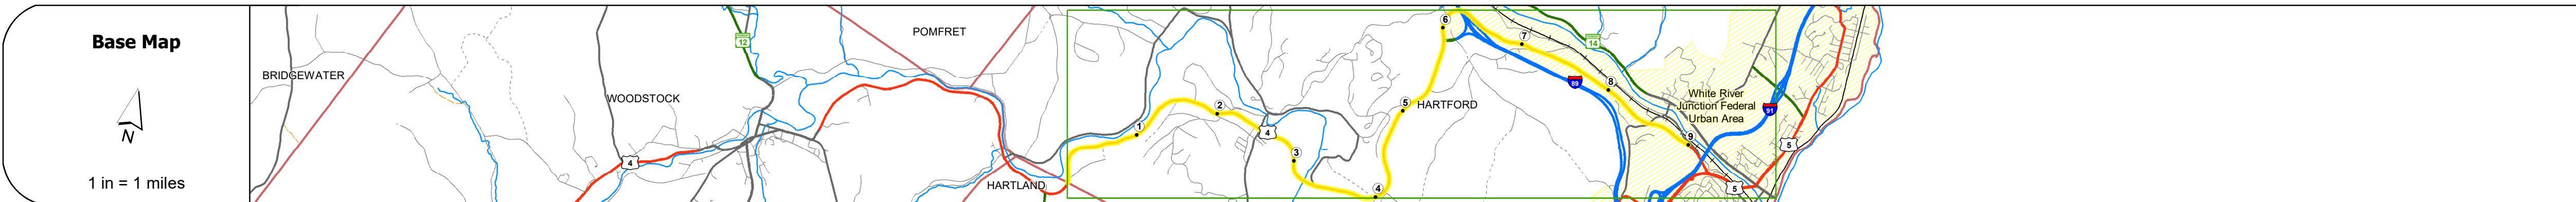 Base Map
N
1 in = 1 miles
BRIDGEWATER
WOODSTOCK
4
12
POMFRET
HARTLAND
1
2
4
3
4
5
HARTFORD
6
7
14
89
8
White River
Junction Federal
Urban Area
91
9
5
5